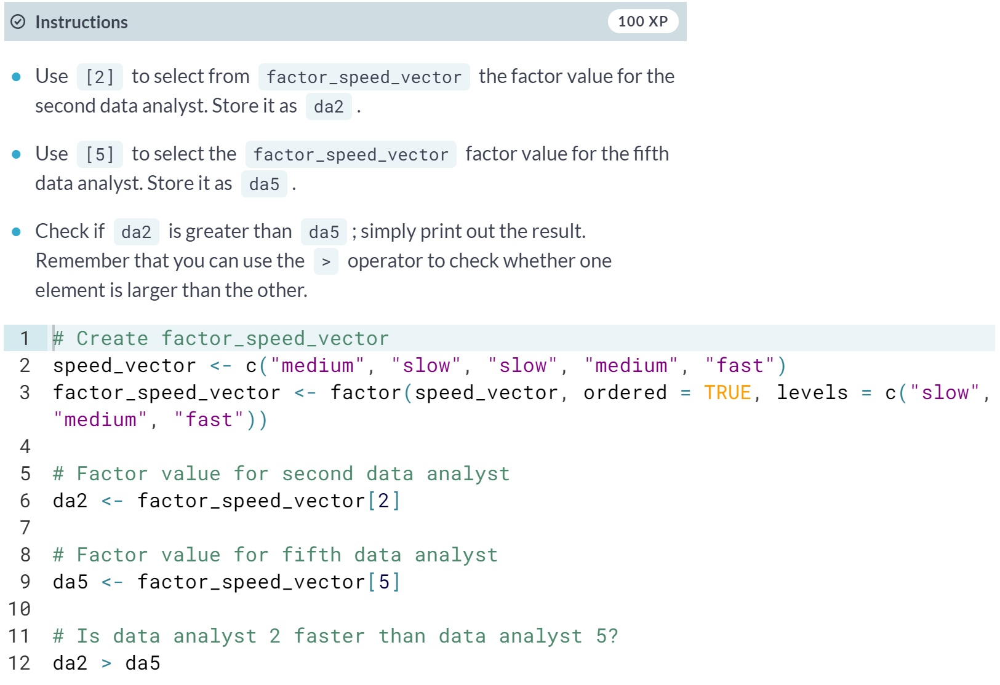 Instructions 100 XP
Use [2] to select from factor_speed_vector the factor value for the
second data analyst. Store it as da2 .
Use [5] to select the factor_speed_vector factor value for the fifth
data analyst. Store it as da5 .
Check if da2 is greater than da5 ; simply print out the result.
Remember that you can use the > operator to check whether one
element is larger than the other.
1 # Create factor_speed_vector
2 speed_vector <- c("medium", "slow", "slow", "medium", "fast")
3 factor_speed_vector <- factor(speed_vector, ordered = TRUE, levels = c("slow",
"medium", "fast"))
4
5 # Factor value for second data analyst
6 da2 <- factor_speed_vector[2]
7
8 # Factor value for fifth data analyst
9 da5 <- factor_speed_vector[5]
10
11 # Is data analyst 2 faster than data analyst 5?
12 da2 > da5